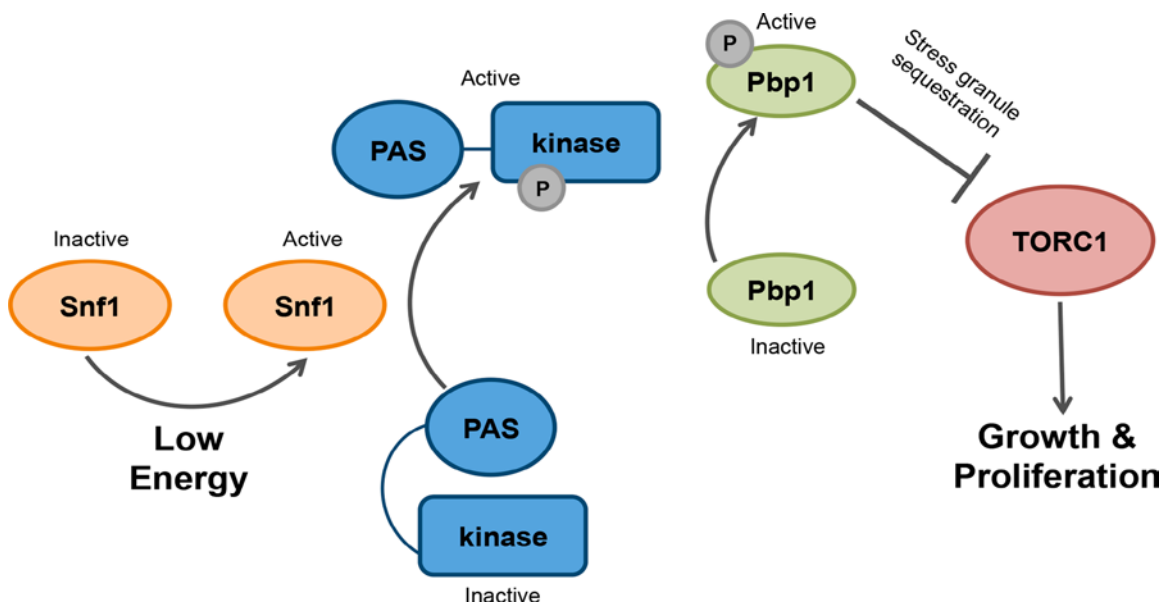 Inactive
Snf1
Active
Snf1
Low
Energy
Active
PAS
kinase
P
PAS
kinase
Inactive
Active
P
Pbp1
Pbp1
Inactive
Stress granule
sequestration
TORC1
Growth &
Proliferation